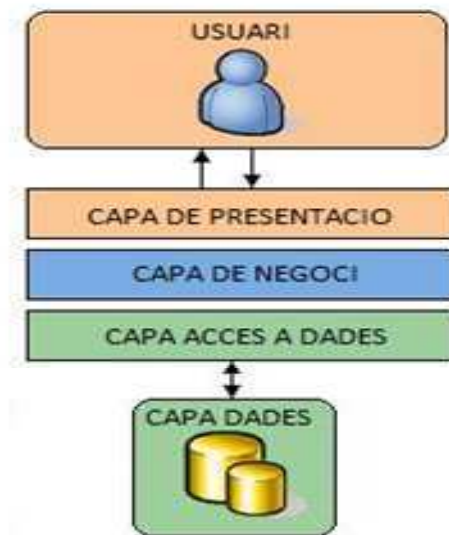 USUARI
CAPA DE PRESENTACIO
CAPA DE NEGOCI
CAPA ACCES A DADES
CAPA DADES